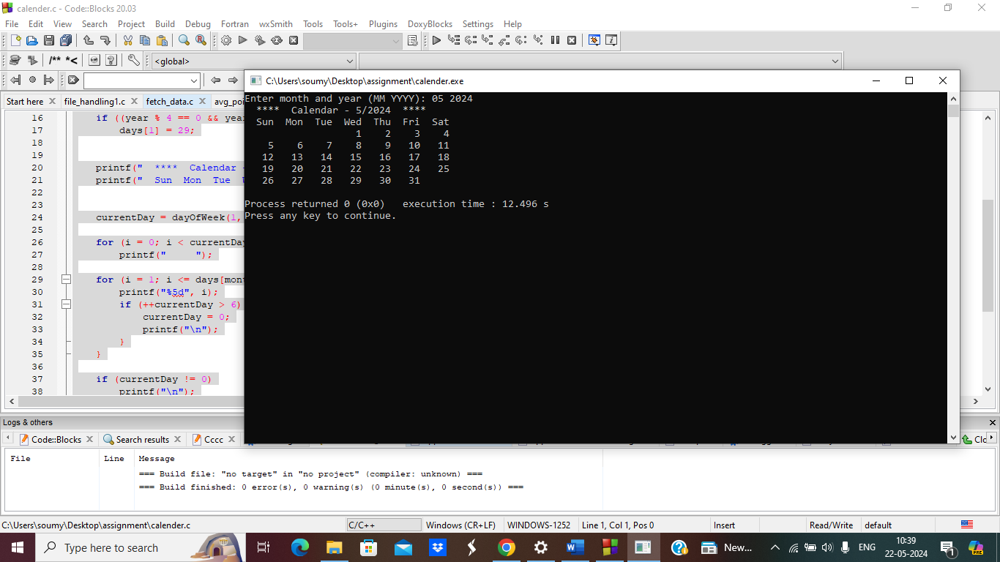 calender.c - Code::Blocks 20.03
File Edit View Search Project Build Debug Fortran wxSmith Tools Tools+ Plugins DoxyBlocks Settings Help
/** *<
<global>
C:\Users\soumy\Desktop\assignment\calender.exe
Start here file_handling1.c fetch_data.c avg_poi
16 if ((year % 4 == 0 && yea
17 days[1] = 29;
18
19
20 printf(" **** Calendar
21 printf(" Sun Mon Tue
22
23
24 currentDay = dayOfWeek(1,
25
26 for (i = 0; i < currentDa
27 printf("     ");
28
29 for (i = 1; i <= days[mon
30 printf("%5d", i);
31 if (++currentDay > 6)
32 currentDay = 0;
33 printf("\n");
34 }
35 }
36
37 if (currentDay != 0)
38 printf("\n");
Enter month and year (MM YYYY): 05 2024
**** Calendar - 5/2024 ****
Sun Mon Tue Wed Thu Fri Sat
1 2 3 4
5 6 7 8 9 10 11
12 13 14 15 16 17 18
19 20 21 22 23 24 25
26 27 28 29 30 31
Process returned 0 (0x0) execution time : 12.496 s
Press any key to continue.
Logs & others
Code::Blocks Search results Cccc Clo
File Line Message
=== Build file: "no target" in "no project" (compiler: unknown) ===
=== Build finished: 0 error(s), 0 warning(s) (0 minute(s), 0 second(s)) ===
C:\Users\soumy\Desktop\assignment\calender.c C/C++ Windows (CR+LF) WINDOWS-1252 Line 1, Col 1, Pos 0 Insert Read/Write default
Type here to search New... ENG 10:39
22-05-2024 1 PRE